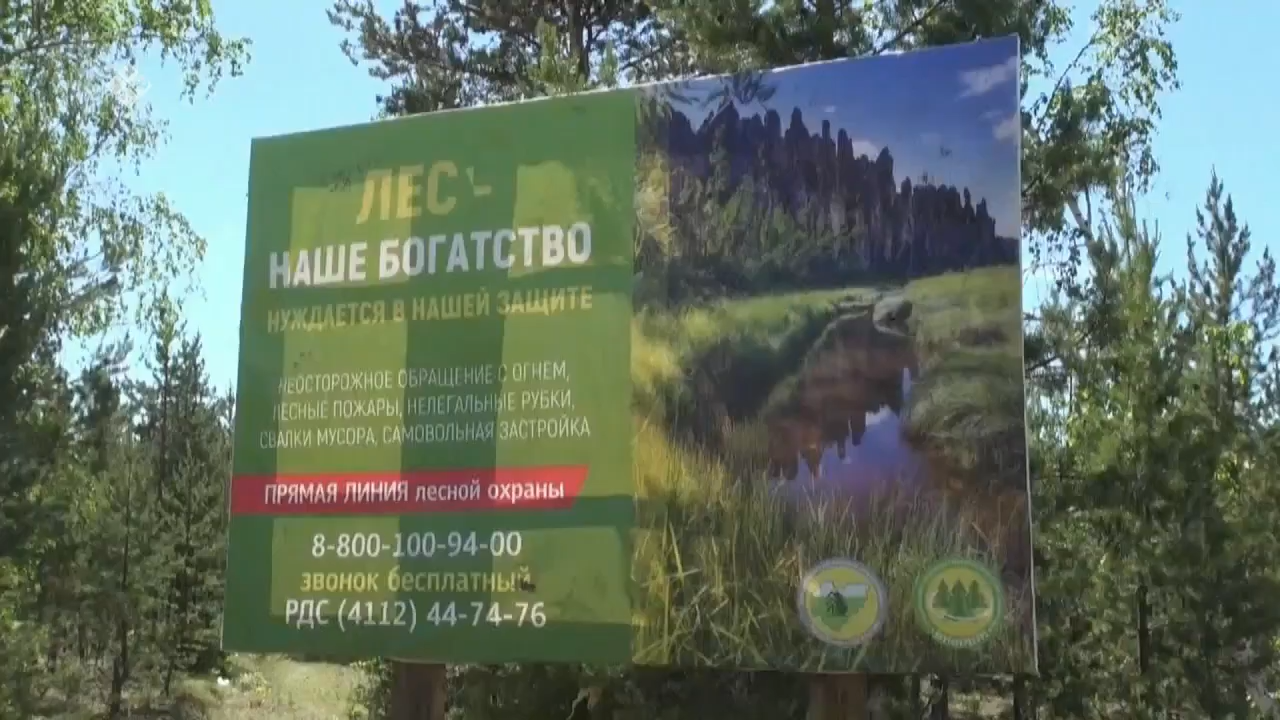 ЛЕС -
НАШЕ БОГАТСТВО
НУЖДАЕТСЯ В НАШЕЙ ЗАЩИТЕ
НЕОСТОРОЖНОЕ ОБРАЩЕНИЕ С ОГНЕМ,
ЛЕСНЫЕ ПОЖАРЫ, НЕЛЕГАЛЬНЫЕ РУБКИ,
СВАЛКИ МУСОРА, САМОВОЛЬНАЯ ЗАСТРОЙКА
ПРЯМАЯ ЛИНИЯ лесной охраны
8-800-100-94-00
звонок бесплатный
РДС (4112) 44-74-76